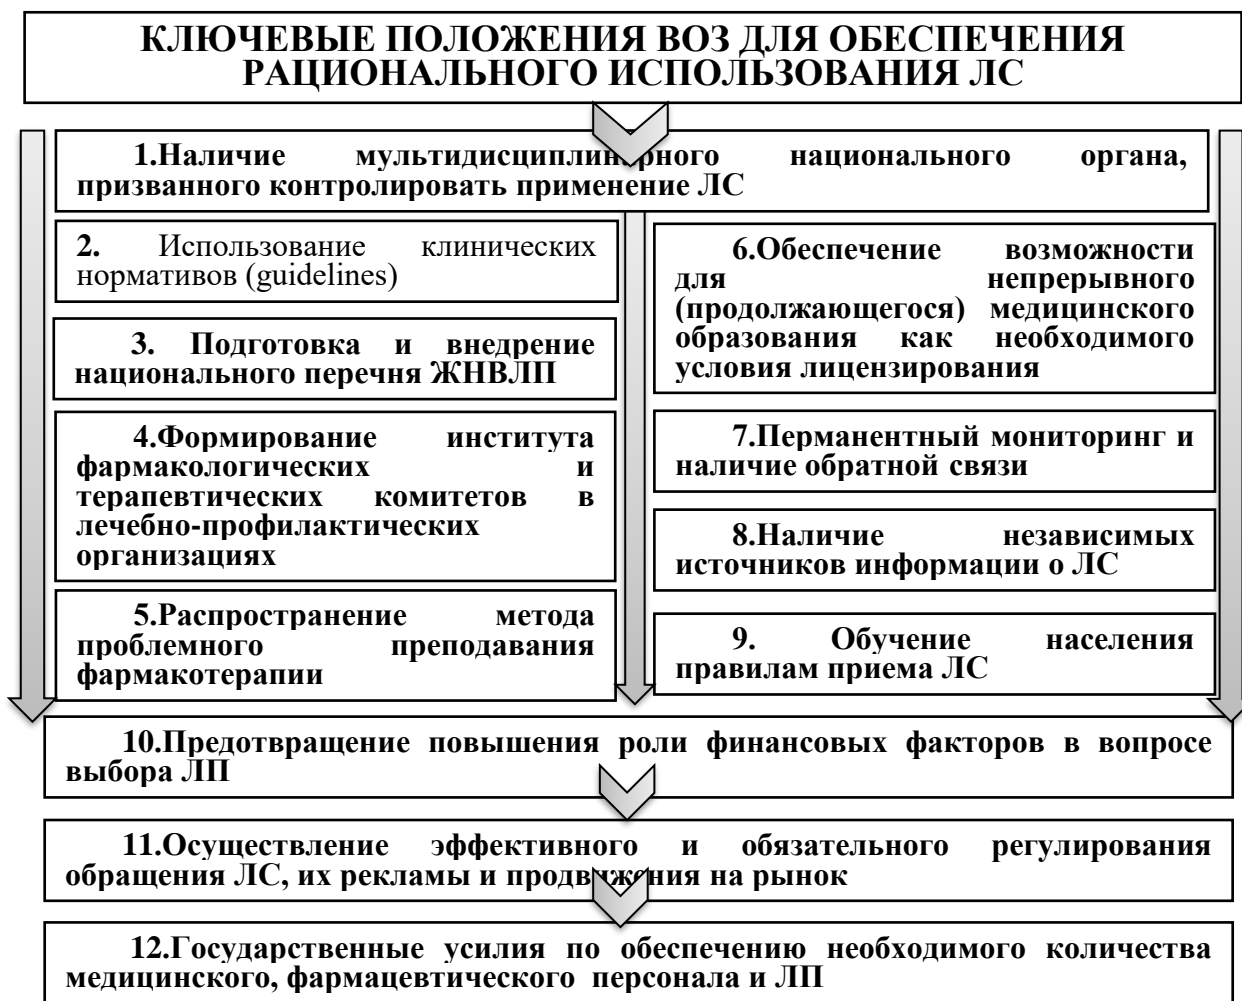 КЛЮЧЕВЫЕ ПОЛОЖЕНИЯ ВОЗ ДЛЯ ОБЕСПЕЧЕНИЯ
РАЦИОНАЛЬНОГО ИСПОЛЬЗОВАНИЯ ЛС
1.Наличие мультидисциплинарного национального органа,
призванного контролировать применение ЛС
2. Использование клинических
нормативов (guidelines)
3. Подготовка и внедрение
национального перечня ЖНВЛП
4.Формирование института
фармакологических и
терапевтических комитетов в
лечебно-профилактических
организациях
5.Распространение метода
проблемного преподавания
фармакотерапии
6.Обеспечение возможности
для непрерывного
(продолжающегося) медицинского
образования как необходимого
условия лицензирования
7.Перманентный мониторинг и
наличие обратной связи
8.Наличие независимых
источников информации о ЛС
9. Обучение населения
правилам приема ЛС
10.Предотвращение повышения роли финансовых факторов в вопросе
выбора ЛП
11.Осуществление эффективного и обязательного регулирования
обращения ЛС, их рекламы и продвижения на рынок
12.Государственные усилия по обеспечению необходимого количества
медицинского, фармацевтического персонала и ЛП